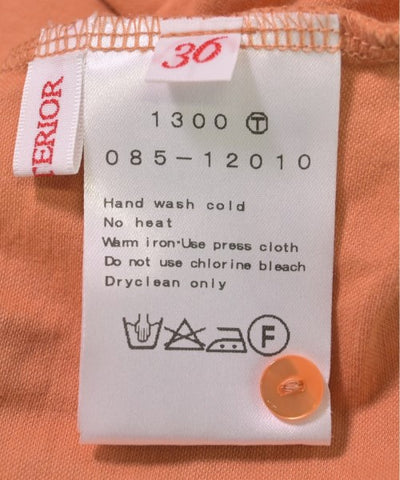 36
TERIOR
1300 Ⓣ
085-12010
Hand wash cold
No heat
Warm iron·Use press cloth
Do not use chlorine bleach
Dryclean only
F